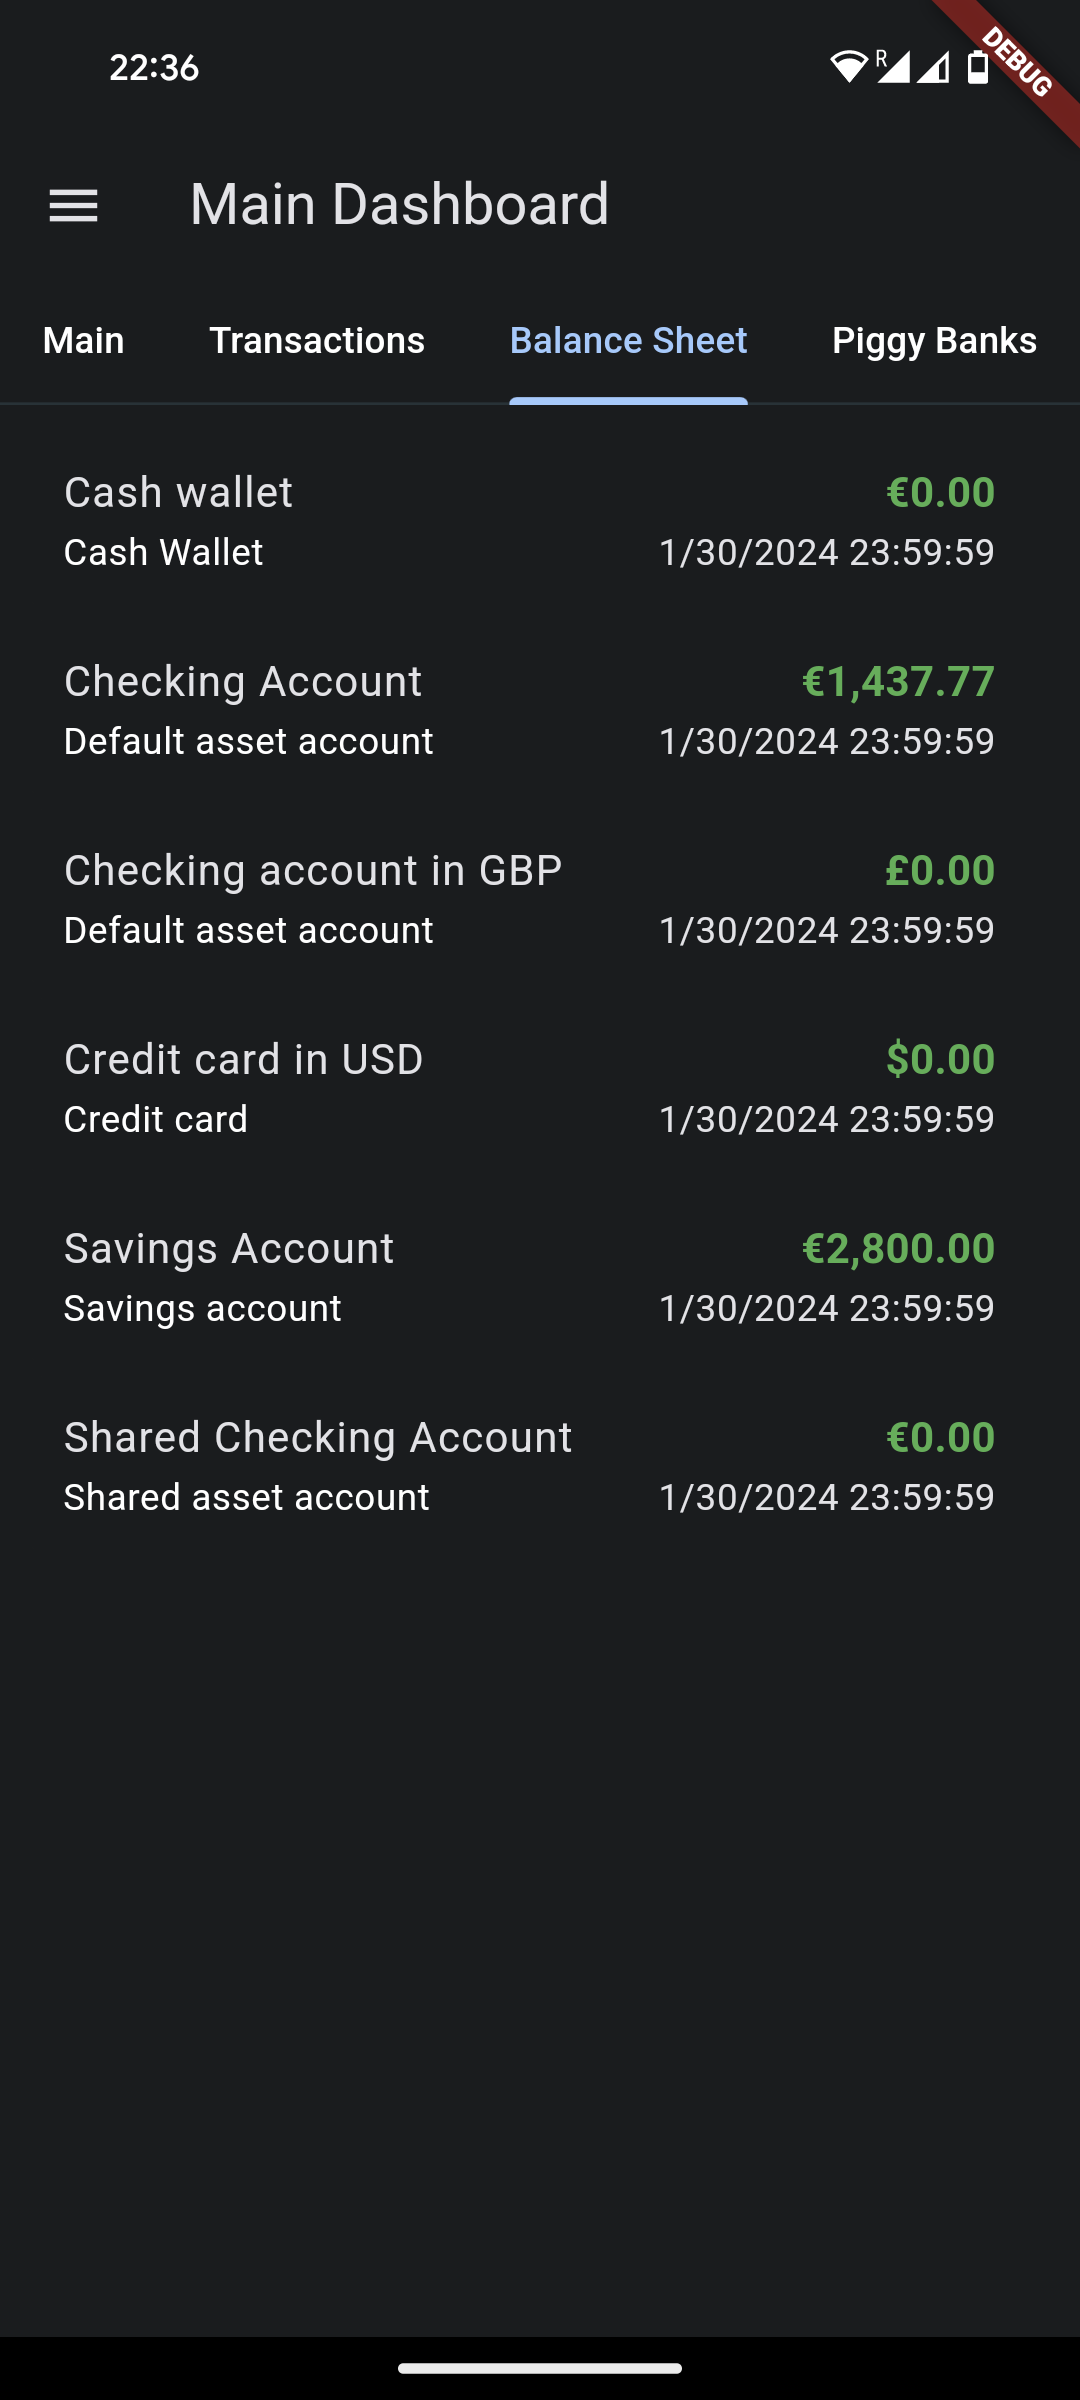 22:36
R
DEBUG
Main Dashboard
Main Transactions Balance Sheet Piggy Banks
Cash wallet €0.00
Cash Wallet 1/30/2024 23:59:59
Checking Account €1,437.77
Default asset account 1/30/2024 23:59:59
Checking account in GBP £0.00
Default asset account 1/30/2024 23:59:59
Credit card in USD $0.00
Credit card 1/30/2024 23:59:59
Savings Account €2,800.00
Savings account 1/30/2024 23:59:59
Shared Checking Account €0.00
Shared asset account 1/30/2024 23:59:59